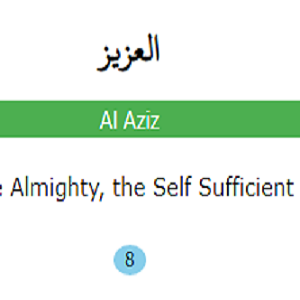 العزيز
Al Aziz
Almighty, the Self Sufficient
8